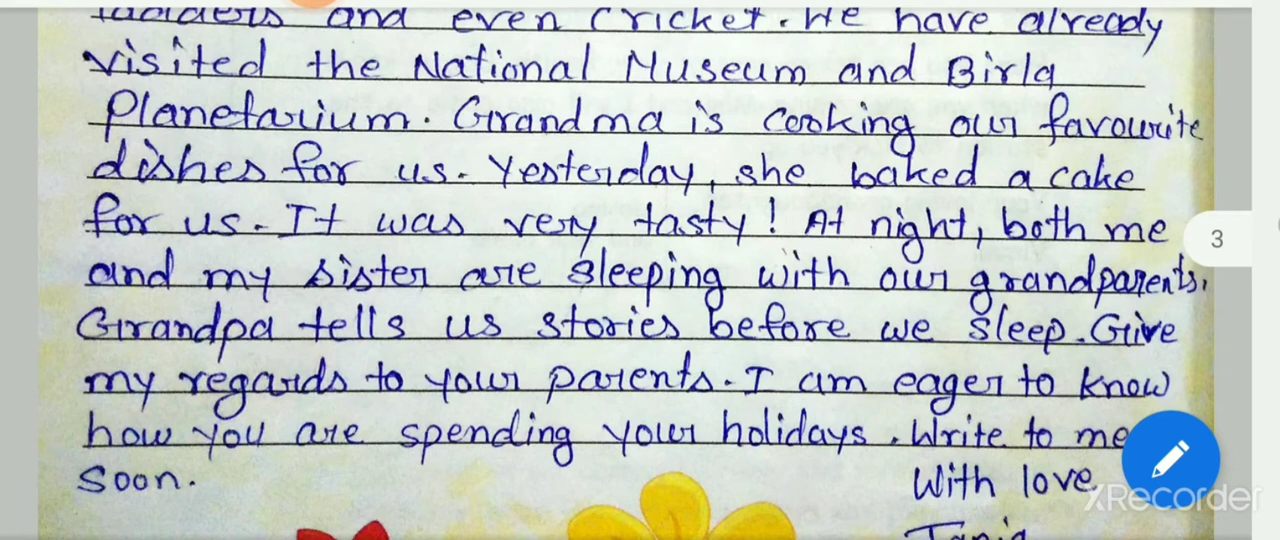 ladders and even Cricket. We have already
visited the National Museum and Birla
Planetarium. Grandma is cooking our favourite
dishes for us. Yesterday, she baked a cake
for us. It was very tasty! At night, both me
and my sister are sleeping with our grandparents.
Grandpa tells us stories before we sleep. Give
my regards to your parents. I am eager to know
how you are spending your holidays. Write to me
soon.
With love
Tania
3
XRecorder